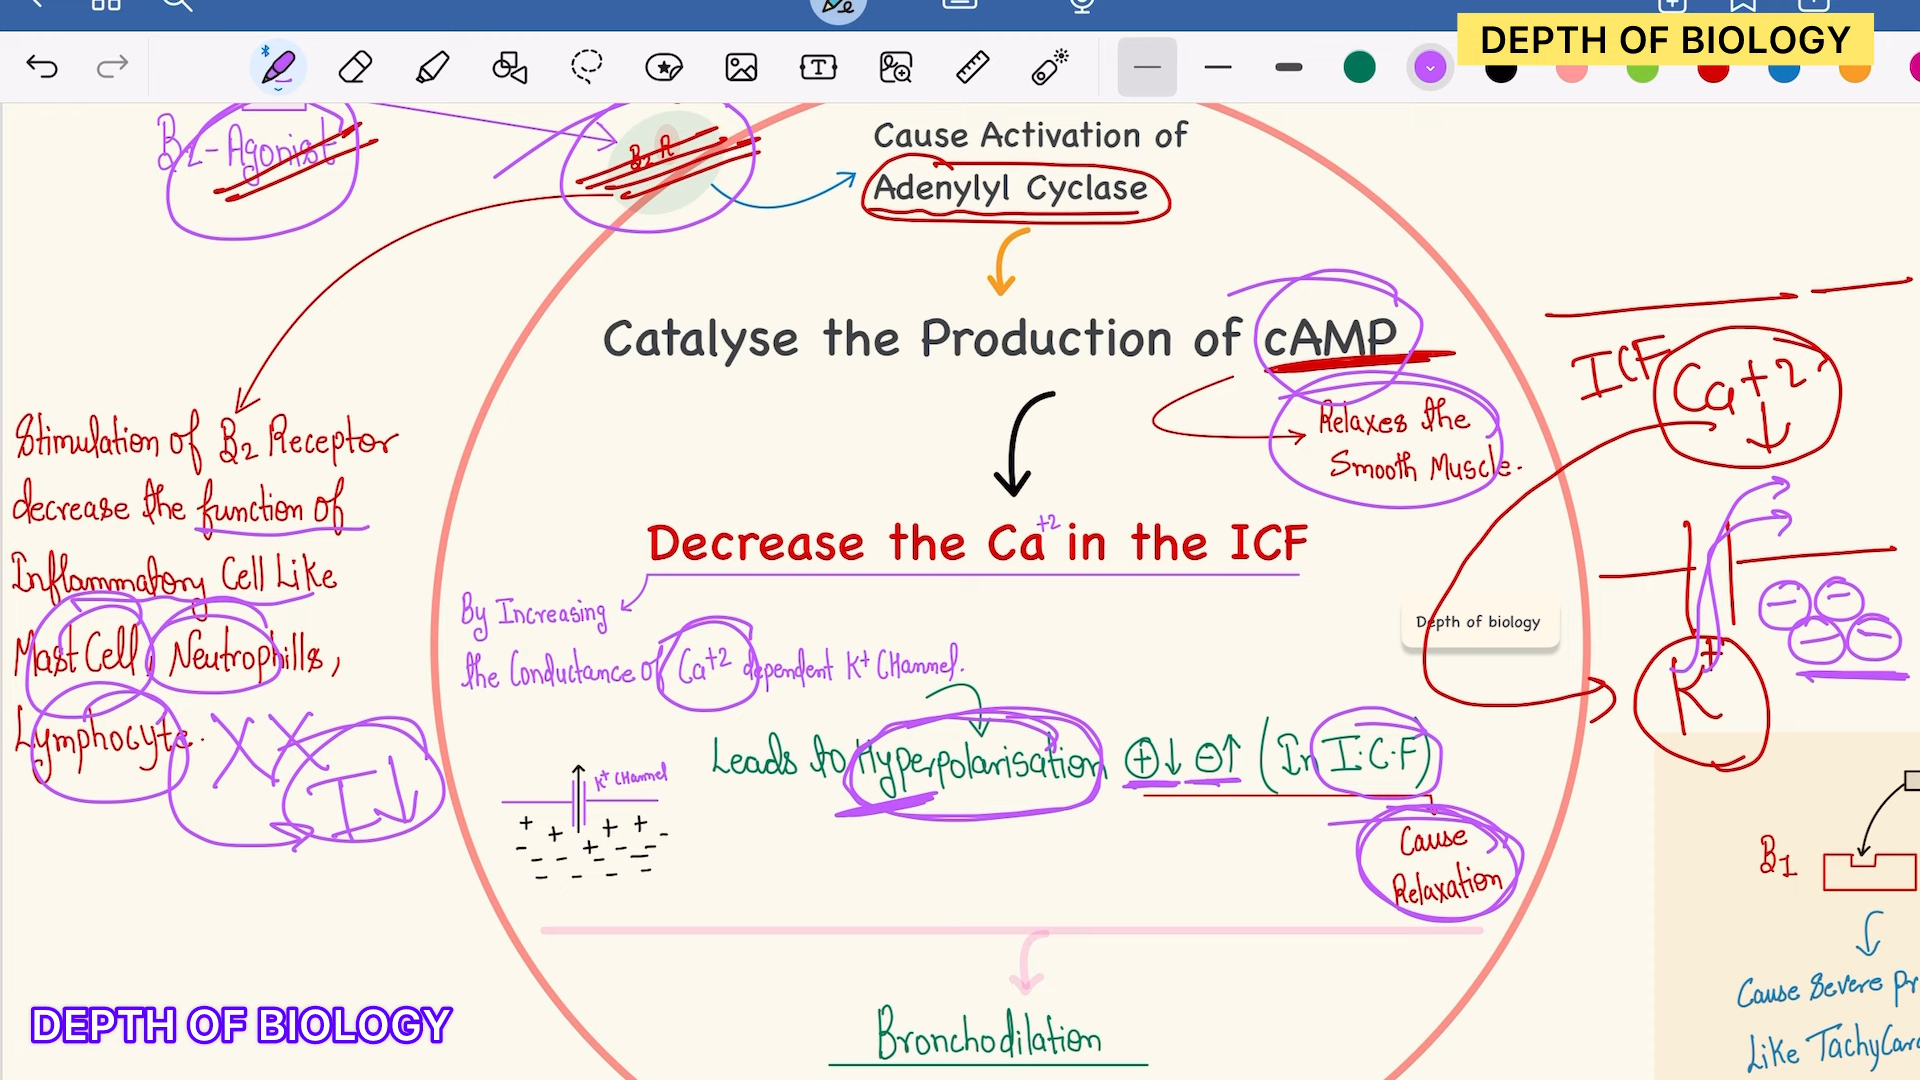 DEPTH OF BIOLOGY
B2-Agonist
B2 R
Cause Activation of
Adenylyl Cyclase
Catalyse the Production of cAMP
Relaxes the
Smooth Muscle.
ICF Ca+2 ↓
Stimulation of B2 Receptor
decrease the function of
Inflammatory Cell Like
Mast Cell, Neutrophills,
Lymphocyte.
I↓
Decrease the Ca+2 in the ICF
By Increasing
the Conductance of Ca+2 dependent K+ CHannel.
Depth of biology
K+
Leads to Hyperpolarisation ⊕↓ ⊖↑ (In I.C.F)
K+ CHannel
Cause
Relaxation
B1
Cause Severe Pr
Like TachyCar
Bronchodilation
DEPTH OF BIOLOGY